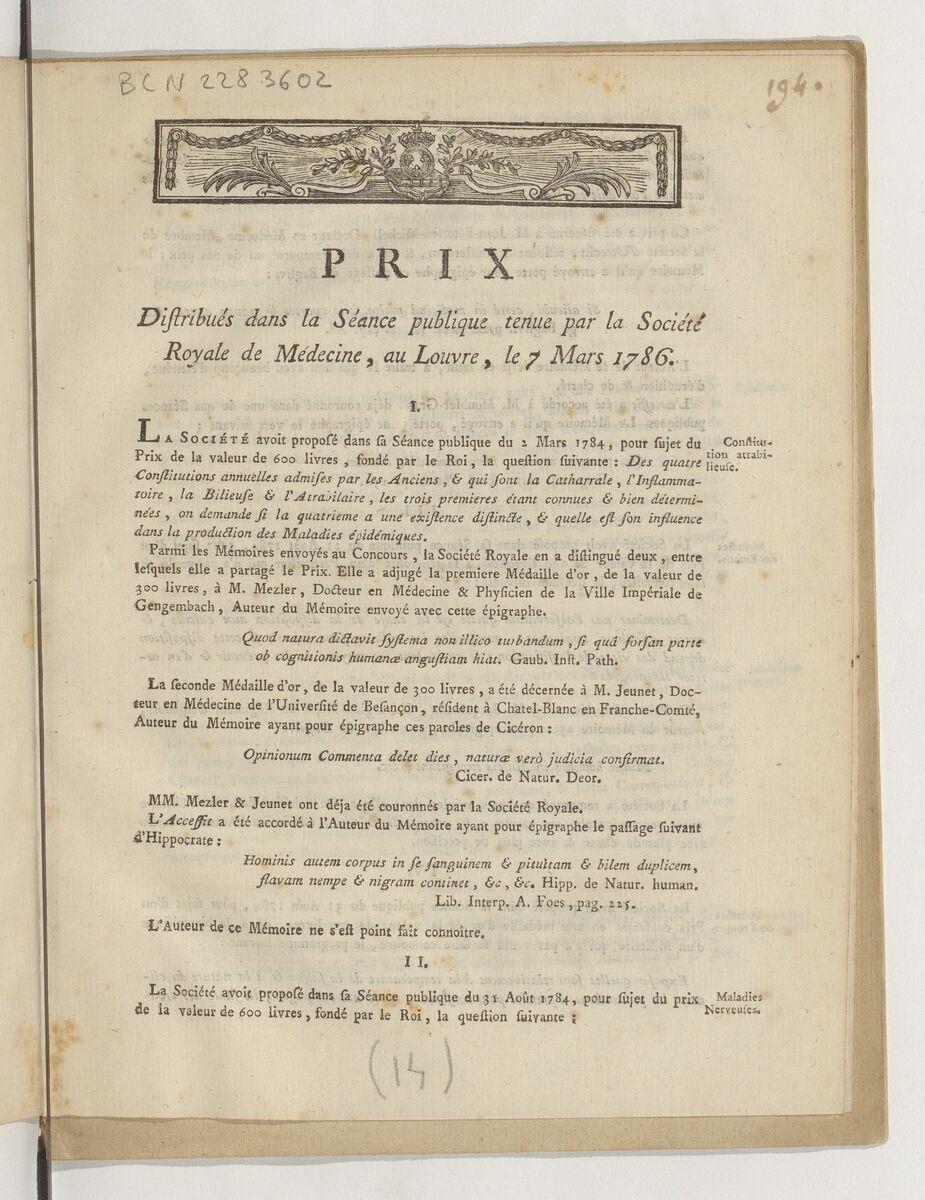 BCN 2283602
194.
PRIX
Diſtribués dans la Séance publique tenue par la Société
Royale de Médecine, au Louvre, le 7 Mars 1786.
I.
LA SOCIÉTÉ avoit propoſé dans ſa Séance publique du 2 Mars 1784, pour ſujet du
Prix de la valeur de 600 livres, fondé par le Roi, la queſtion ſuivante : Des quatre
Conſtitutions annuelles admiſes par les Anciens, & qui ſont la Catharrale, l'Inflamma-
toire, la Bilieuſe & l'Atrabilaire, les trois premieres étant connues & bien détermi-
nées, on demande ſi la quatrieme a une exiſtence diſtincte, & quelle eſt ſon influence
dans la production des Maladies épidémiques.
Conſtitu-
tion atrabi-
lieuſe.
Parmi les Mémoires envoyés au Concours, la Société Royale en a diſtingué deux, entre
leſquels elle a partagé le Prix. Elle a adjugé la premiere Médaille d'or, de la valeur de
300 livres, à M. Mezler, Docteur en Médecine & Phyſicien de la Ville Impériale de
Gengembach, Auteur du Mémoire envoyé avec cette épigraphe.
Quod natura dictavit ſyſtema non illico turbandum, ſi quâ forſan parte
ob cognitionis humanæ anguſtiam hiat. Gaub. Inſt. Path.
La ſeconde Médaille d'or, de la valeur de 300 livres, a été décernée à M. Jeunet, Doc-
teur en Médecine de l'Univerſité de Beſançon, réſident à Chatel-Blanc en Franche-Comté,
Auteur du Mémoire ayant pour épigraphe ces paroles de Cicéron :
Opinionum Commenta delet dies, naturæ verò judicia confirmat.
Cicer. de Natur. Deor.
MM. Mezler & Jeunet ont déja été couronnés par la Société Royale.
L'Acceſſit a été accordé à l'Auteur du Mémoire ayant pour épigraphe le paſſage ſuivant
d'Hippocrate :
Hominis autem corpus in ſe ſanguinem & pituitam & bilem duplicem,
flavam nempe & nigram continet, &c, &c. Hipp. de Natur. human.
Lib. Interp. A. Foes, pag. 225.
L'Auteur de ce Mémoire ne s'eſt point fait connoître.
II.
La Société avoit propoſé dans ſa Séance publique du 31 Août 1784, pour ſujet du prix
de la valeur de 600 livres, fondé par le Roi, la queſtion ſuivante :
Maladies
Nerveuſes.
(14)